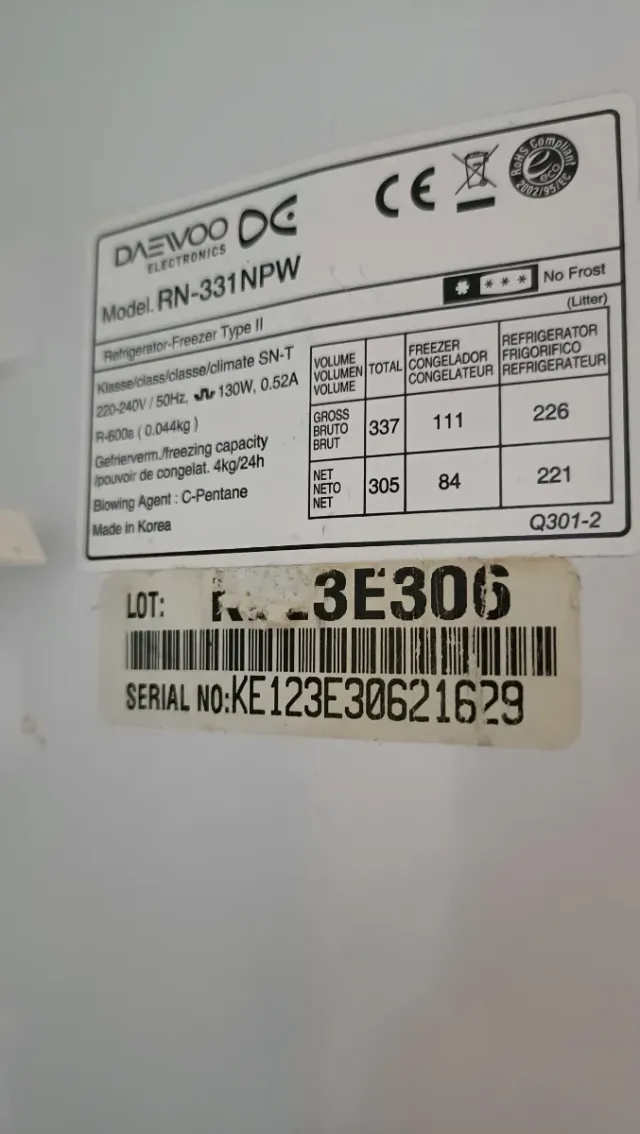 DAEWOO
ELECTRONICS
CE
RoHS Compliant
eco
2002/95/EC
Model. RN-331NPW
* *** No Frost
Refrigerator-Freezer Type II
(Litter)
Klasse/class/classe/climate SN-T
220-240V / 50Hz, 130W, 0.52A
R-600a ( 0.044kg )
Gefrierverm./freezing capacity
/pouvoir de congelat. 4kg/24h
Blowing Agent : C-Pentane
Made in Korea
VOLUME VOLUMEN VOLUME TOTAL FREEZER CONGELADOR CONGELATEUR REFRIGERATOR FRIGORIFICO REFRIGERATEUR
GROSS BRUTO BRUT 337 111 226
NET NETO NET 305 84 221
Q301-2
LOT: 3E306
SERIAL NO:KE123E30621629